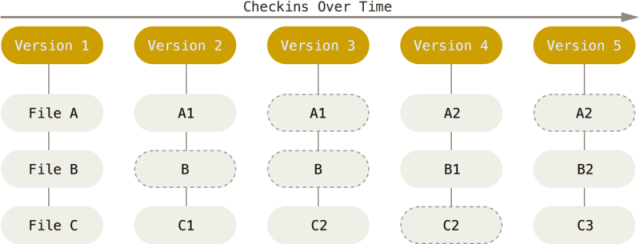 Checkins Over Time
Version 1 Version 2 Version 3 Version 4 Version 5
File A A1 A1 A2 A2
File B B B B1 B2
File C C1 C2 C2 C3